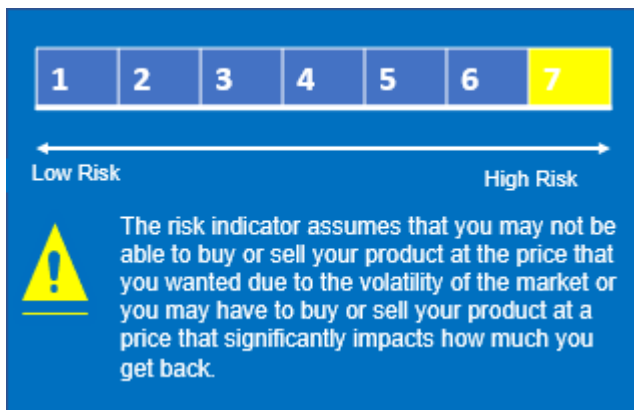 1 2 3 4 5 6 7
Low Risk High Risk
The risk indicator assumes that you may not be
able to buy or sell your product at the price that
you wanted due to the volatility of the market or
you may have to buy or sell your product at a
price that significantly impacts how much you
get back.